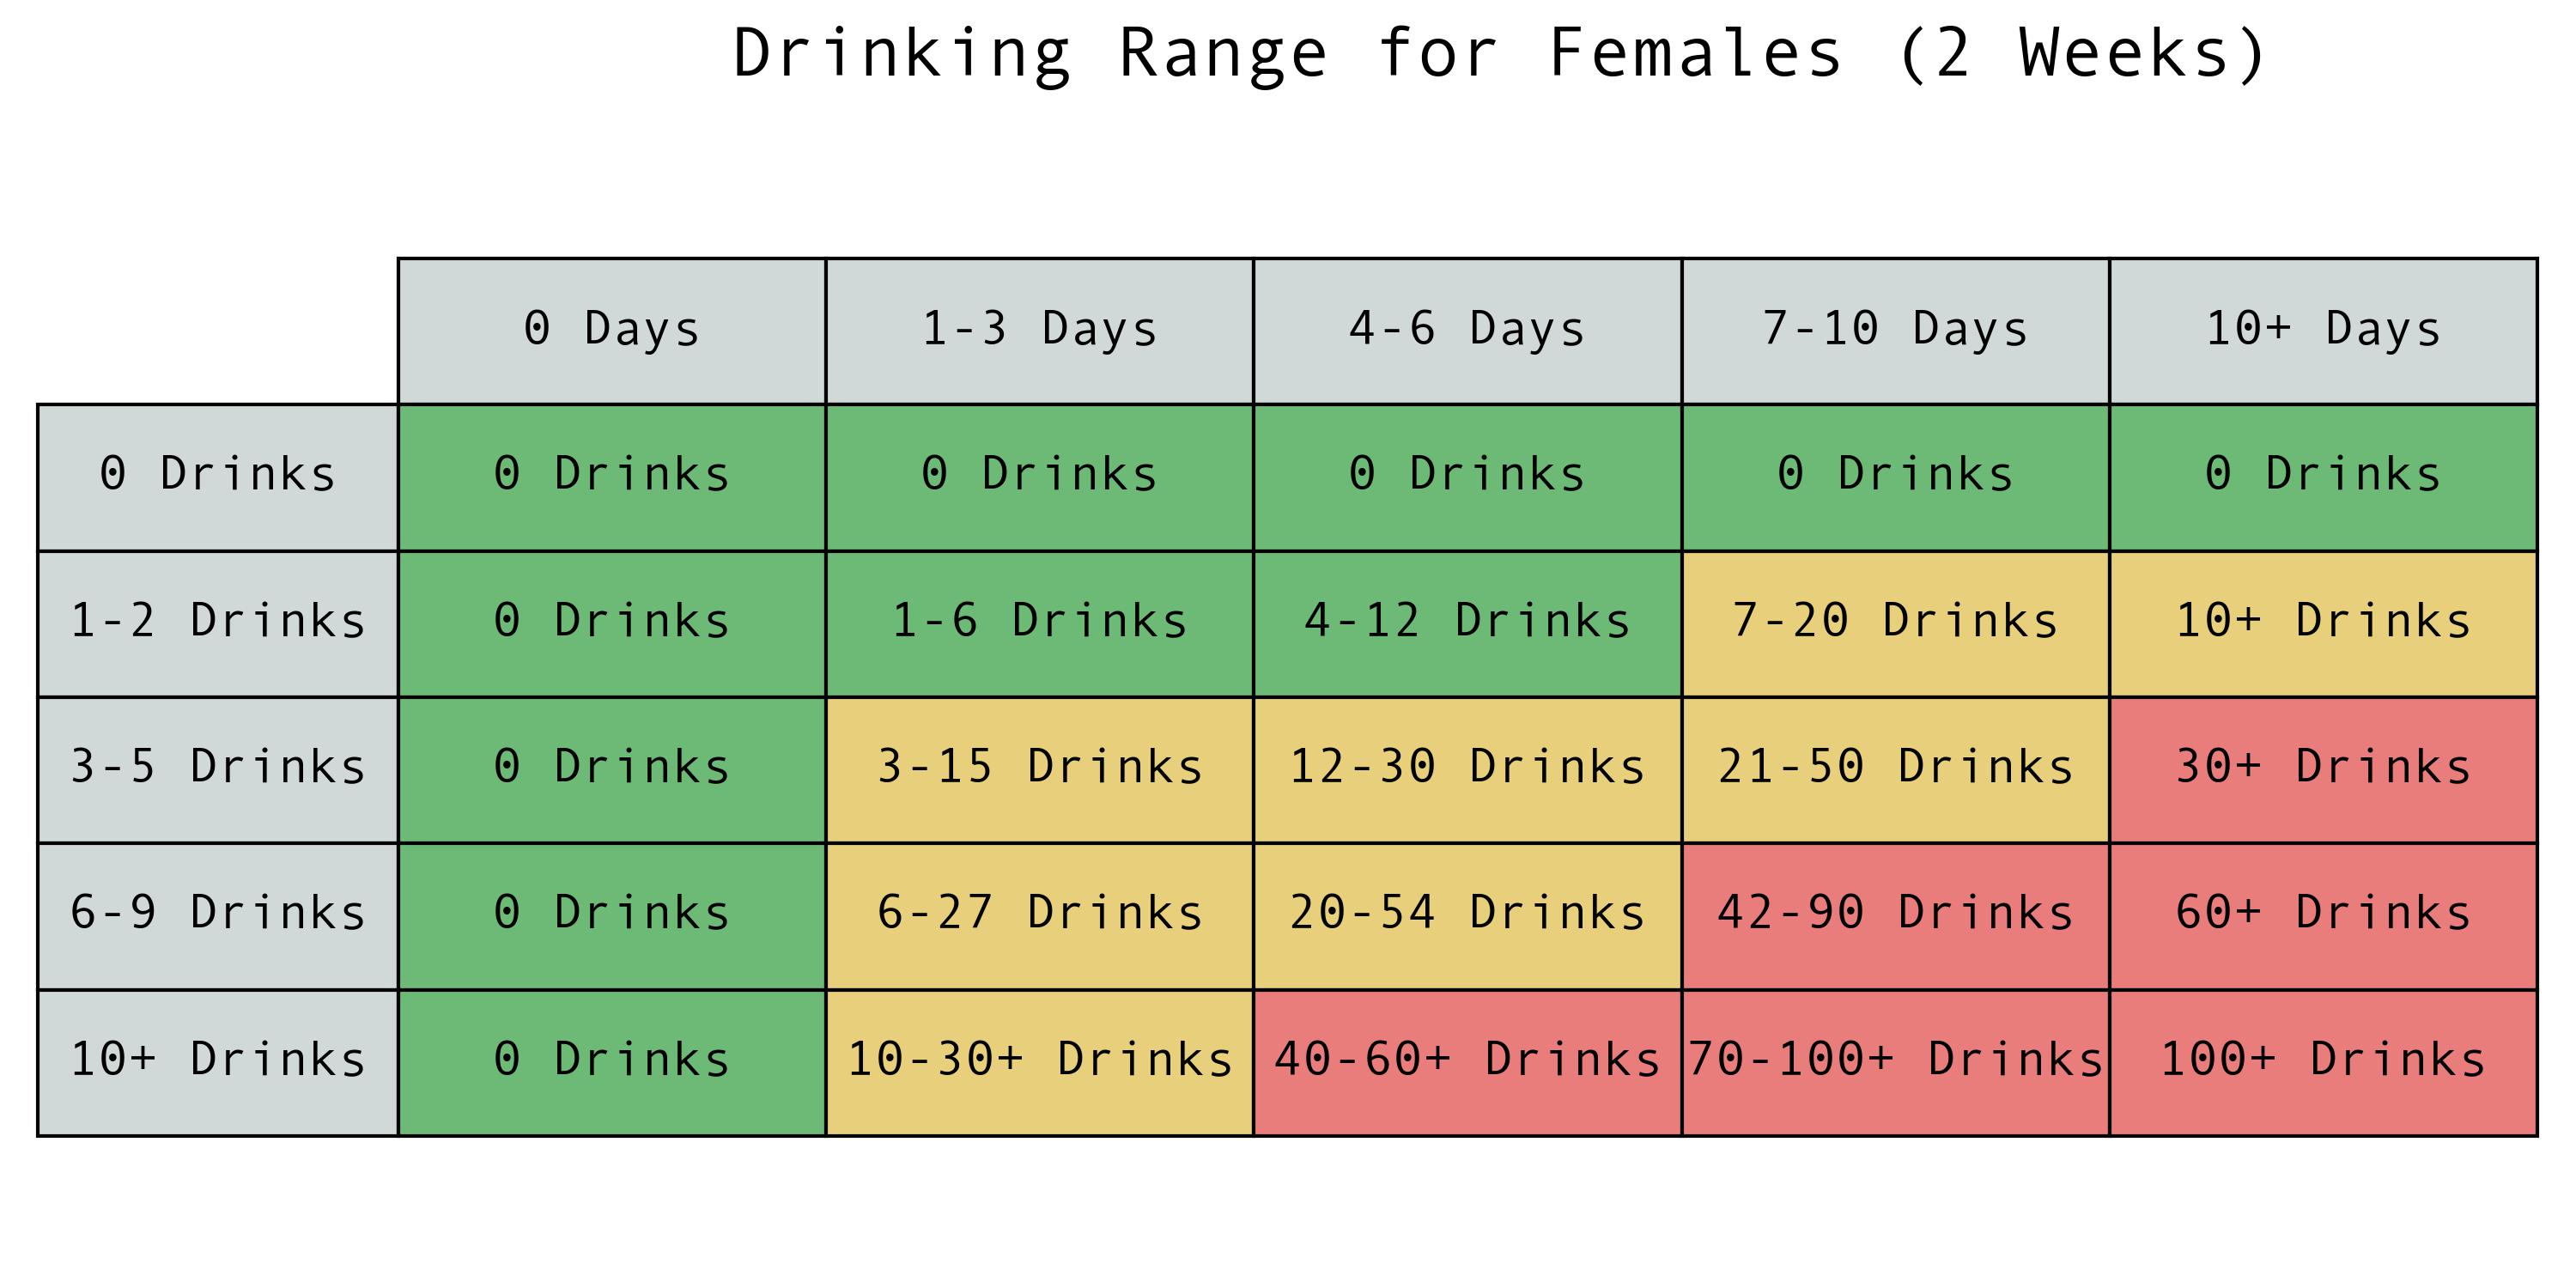 Drinking Range for Females (2 Weeks)
0 Days 1-3 Days 4-6 Days 7-10 Days 10+ Days
0 Drinks 0 Drinks 0 Drinks 0 Drinks 0 Drinks 0 Drinks
1-2 Drinks 0 Drinks 1-6 Drinks 4-12 Drinks 7-20 Drinks 10+ Drinks
3-5 Drinks 0 Drinks 3-15 Drinks 12-30 Drinks 21-50 Drinks 30+ Drinks
6-9 Drinks 0 Drinks 6-27 Drinks 20-54 Drinks 42-90 Drinks 60+ Drinks
10+ Drinks 0 Drinks 10-30+ Drinks 40-60+ Drinks 70-100+ Drinks 100+ Drinks